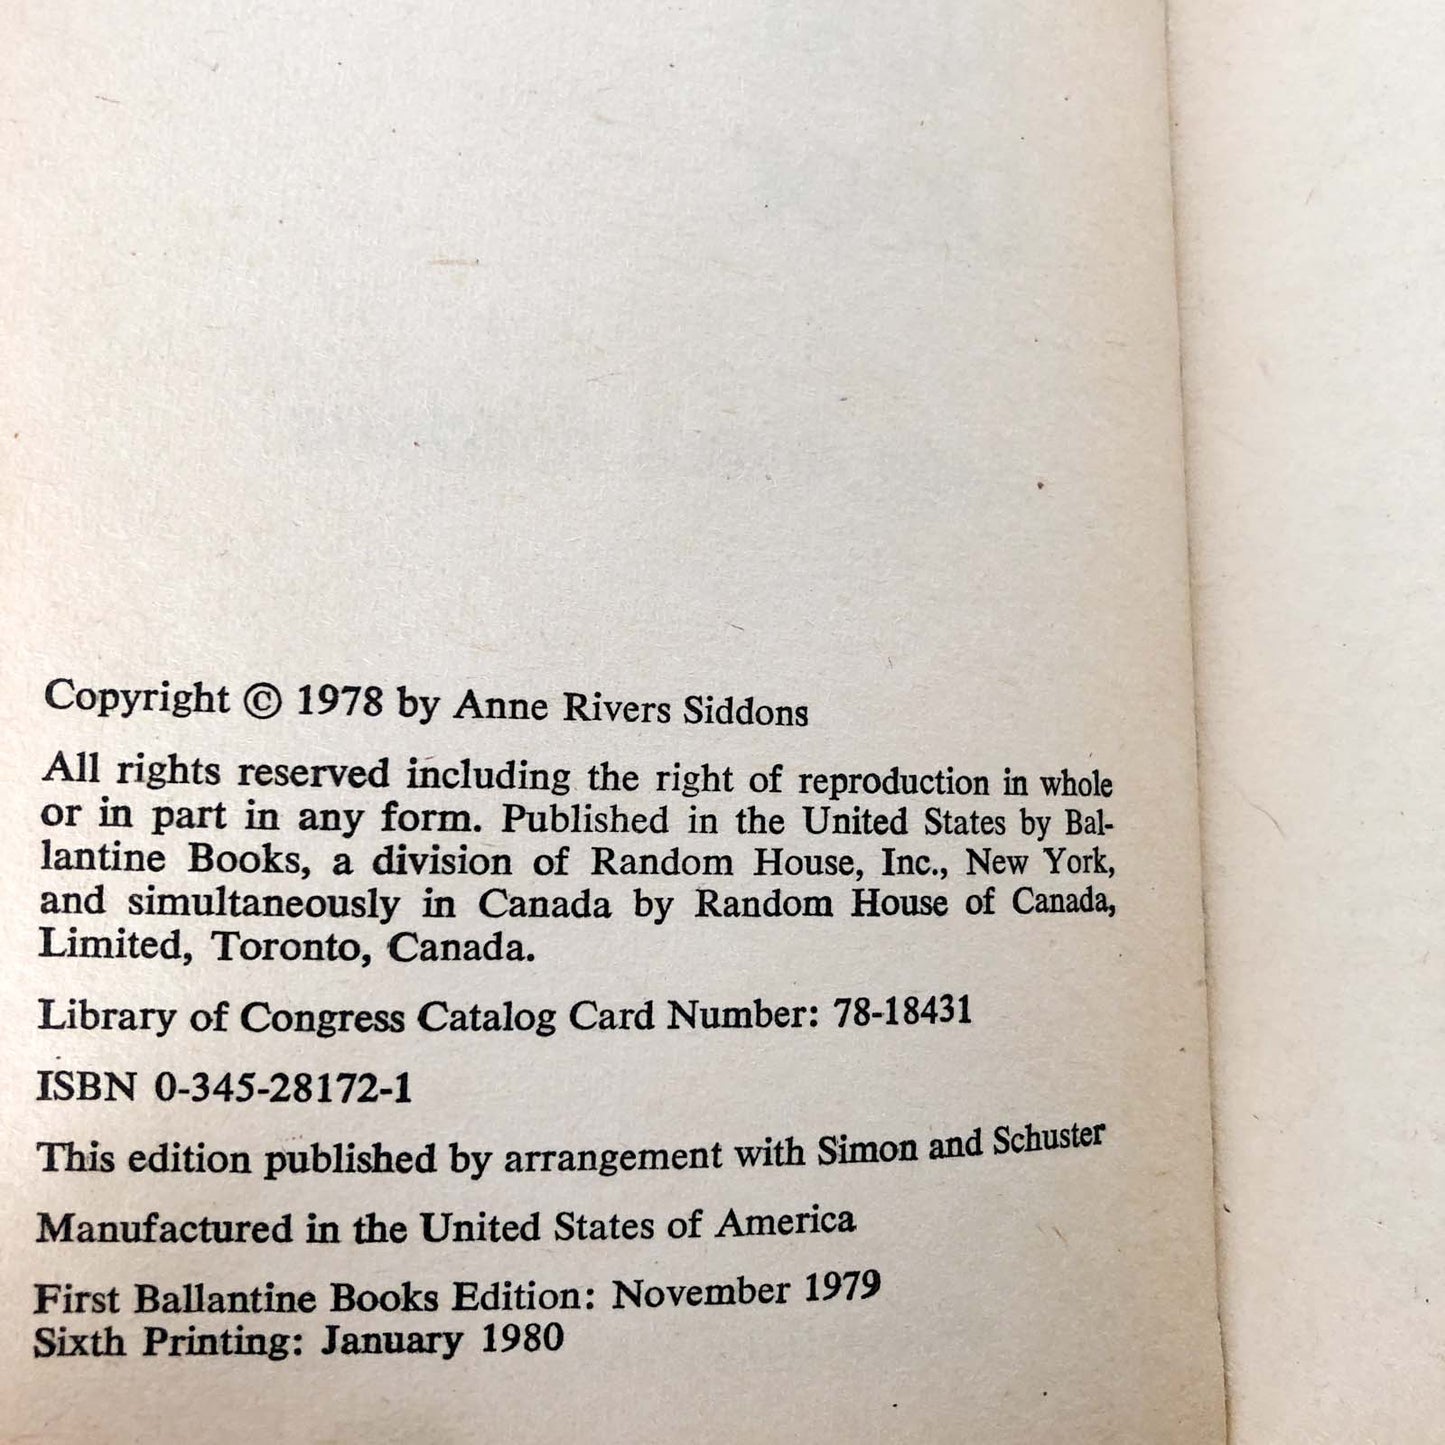 Copyright © 1978 by Anne Rivers Siddons
All rights reserved including the right of reproduction in whole
or in part in any form. Published in the United States by Bal-
lantine Books, a division of Random House, Inc., New York,
and simultaneously in Canada by Random House of Canada,
Limited, Toronto, Canada.
Library of Congress Catalog Card Number: 78-18431
ISBN 0-345-28172-1
This edition published by arrangement with Simon and Schuster
Manufactured in the United States of America
First Ballantine Books Edition: November 1979
Sixth Printing: January 1980